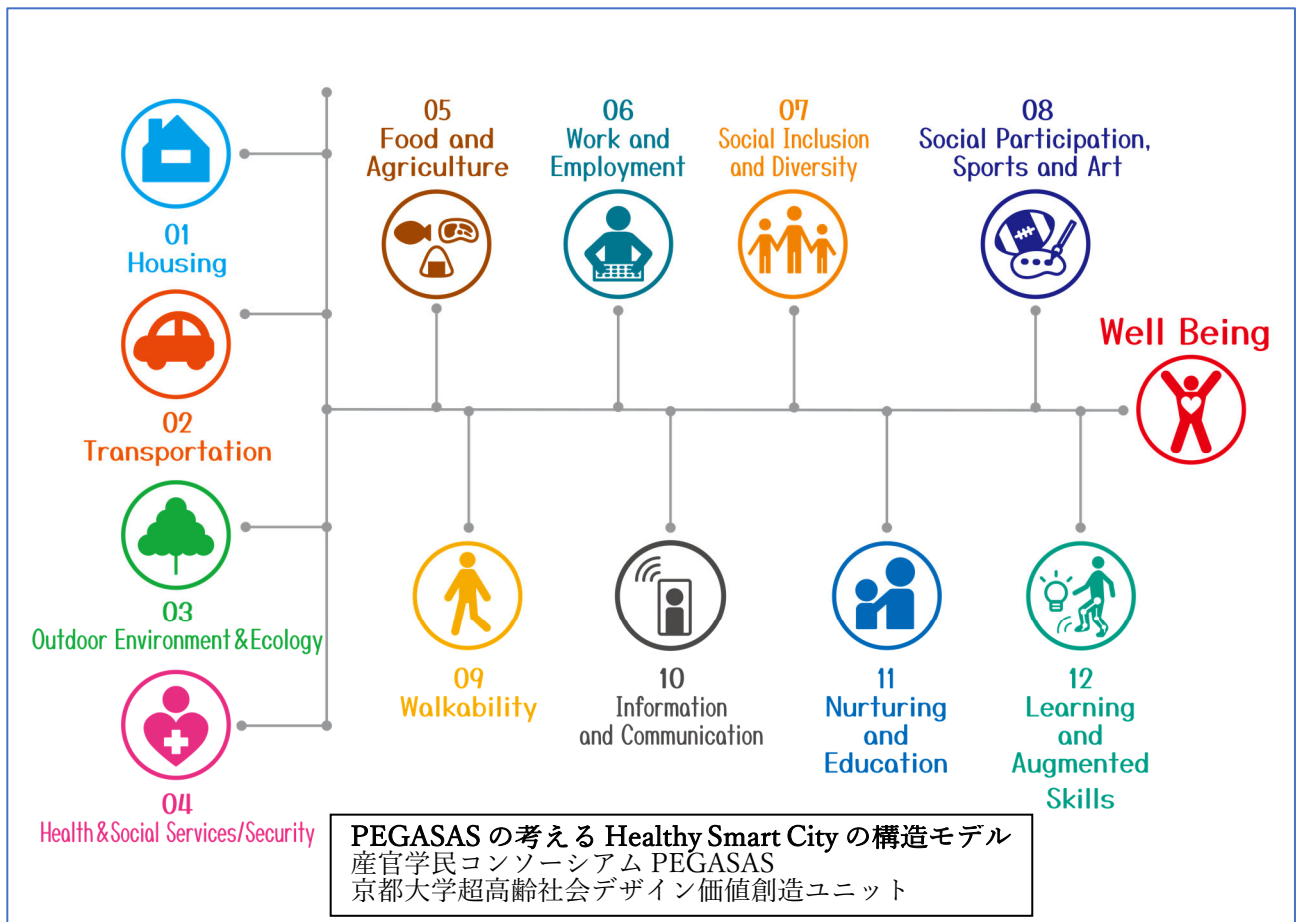 01
Housing
02
Transportation
03
Outdoor Environment&Ecology
04
Health&Social Services/Security
05
Food and
Agriculture
06
Work and
Employment
07
Social Inclusion
and Diversity
08
Social Participation,
Sports and Art
Well Being
09
Walkability
10
Information
and Communication
11
Nurturing
and
Education
12
Learning
and
Augmented
Skills
PEGASAS の考える Healthy Smart City の構造モデル
産官学民コンソーシアム PEGASAS
京都大学超高齢社会デザイン価値創造ユニット